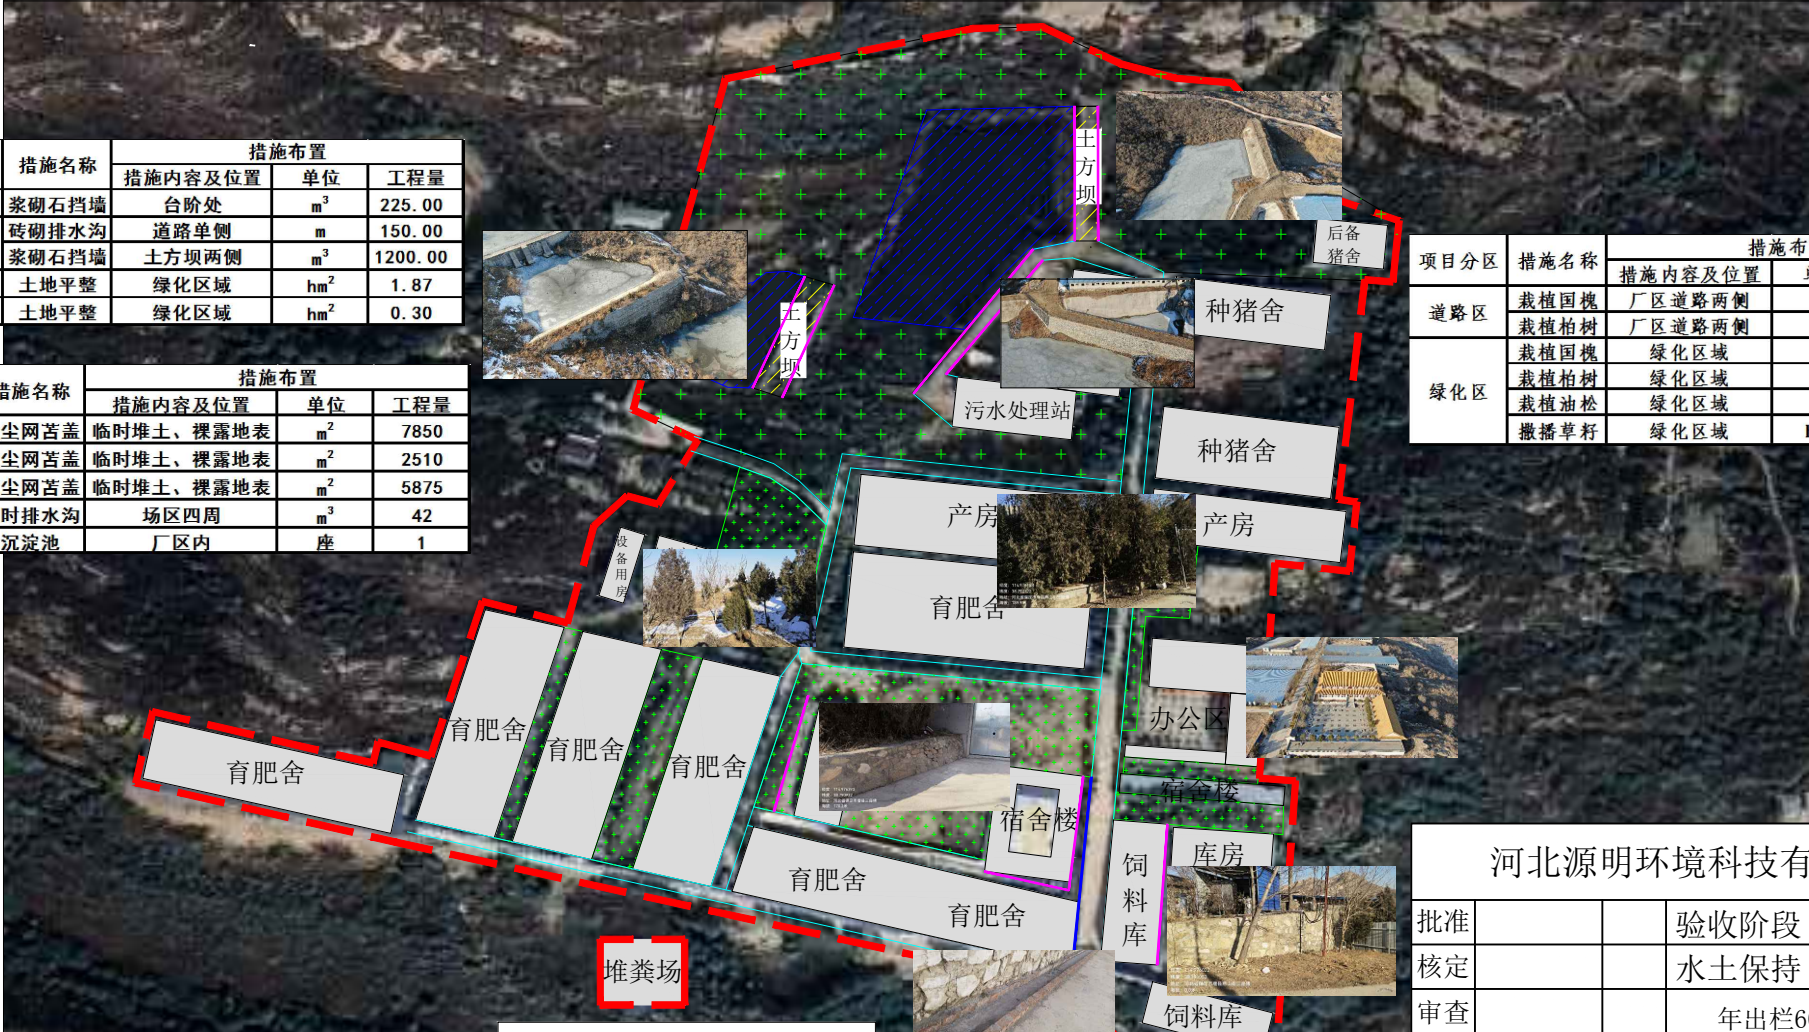 措施名称 措施布置
措施内容及位置 单位 工程量
浆砌石挡墙 台阶处 m³ 225.00
砖砌排水沟 道路单侧 m 150.00
浆砌石挡墙 土方坝两侧 m³ 1200.00
土地平整 绿化区域 hm² 1.87
土地平整 绿化区域 hm² 0.30
措施名称 措施布置
措施内容及位置 单位 工程量
尘网苫盖 临时堆土、裸露地表 m² 7850
尘网苫盖 临时堆土、裸露地表 m² 2510
尘网苫盖 临时堆土、裸露地表 m² 5875
时排水沟 场区四周 m³ 42
沉淀池 厂区内 座 1
项目分区 措施名称 措施布
措施内容及位置
道路区 栽植国槐 厂区道路两侧
栽植柏树 厂区道路两侧
绿化区 栽植国槐 绿化区域
栽植柏树 绿化区域
栽植油松 绿化区域
撒播草籽 绿化区域
土方坝
土方坝
后备
猪舍
种猪舍
污水处理站
种猪舍
产房
产房
设备用房
育肥舍
办公区
育肥舍
育肥舍
育肥舍
育肥舍
宿舍楼
宿舍楼
饲料库
库房
育肥舍
育肥舍
堆粪场
饲料库
河北源明环境科技有
批准 验收阶段
核定 水土保持
审查 年出栏6